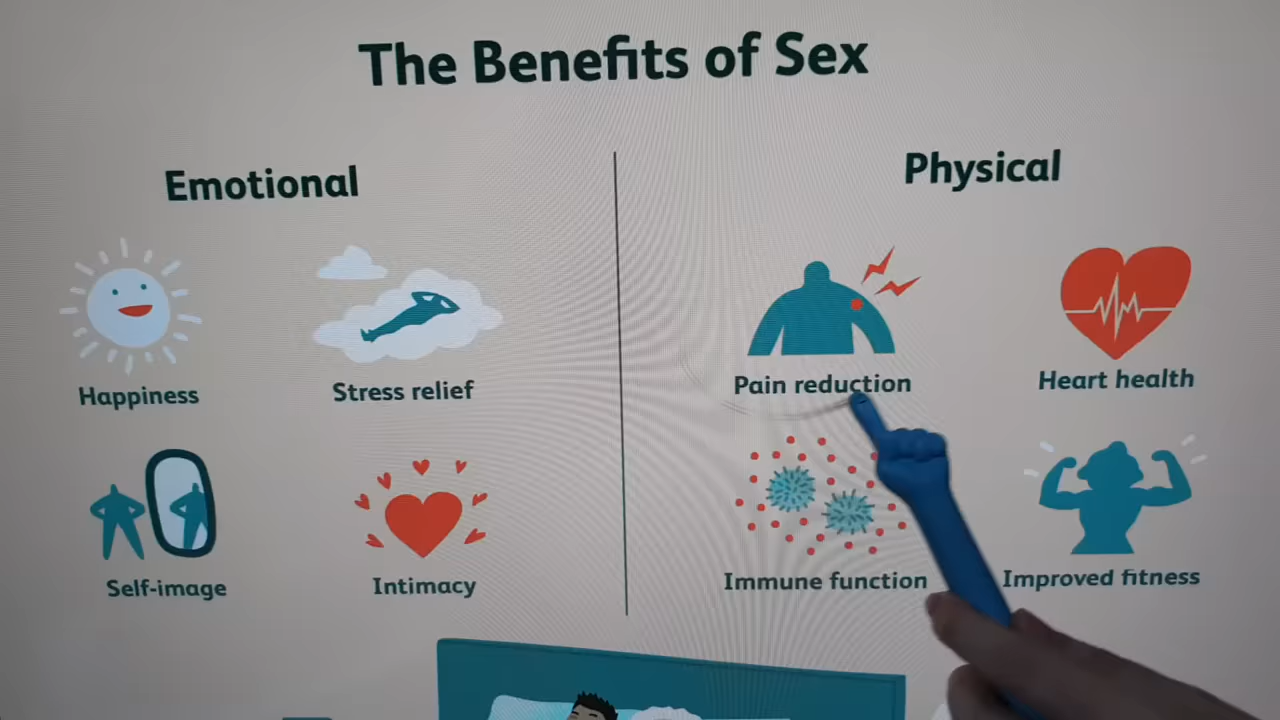 The Benefits of Sex
Emotional
Happiness
Stress relief
Self-image
Intimacy
Physical
Pain reduction
Heart health
Immune function
Improved fitness